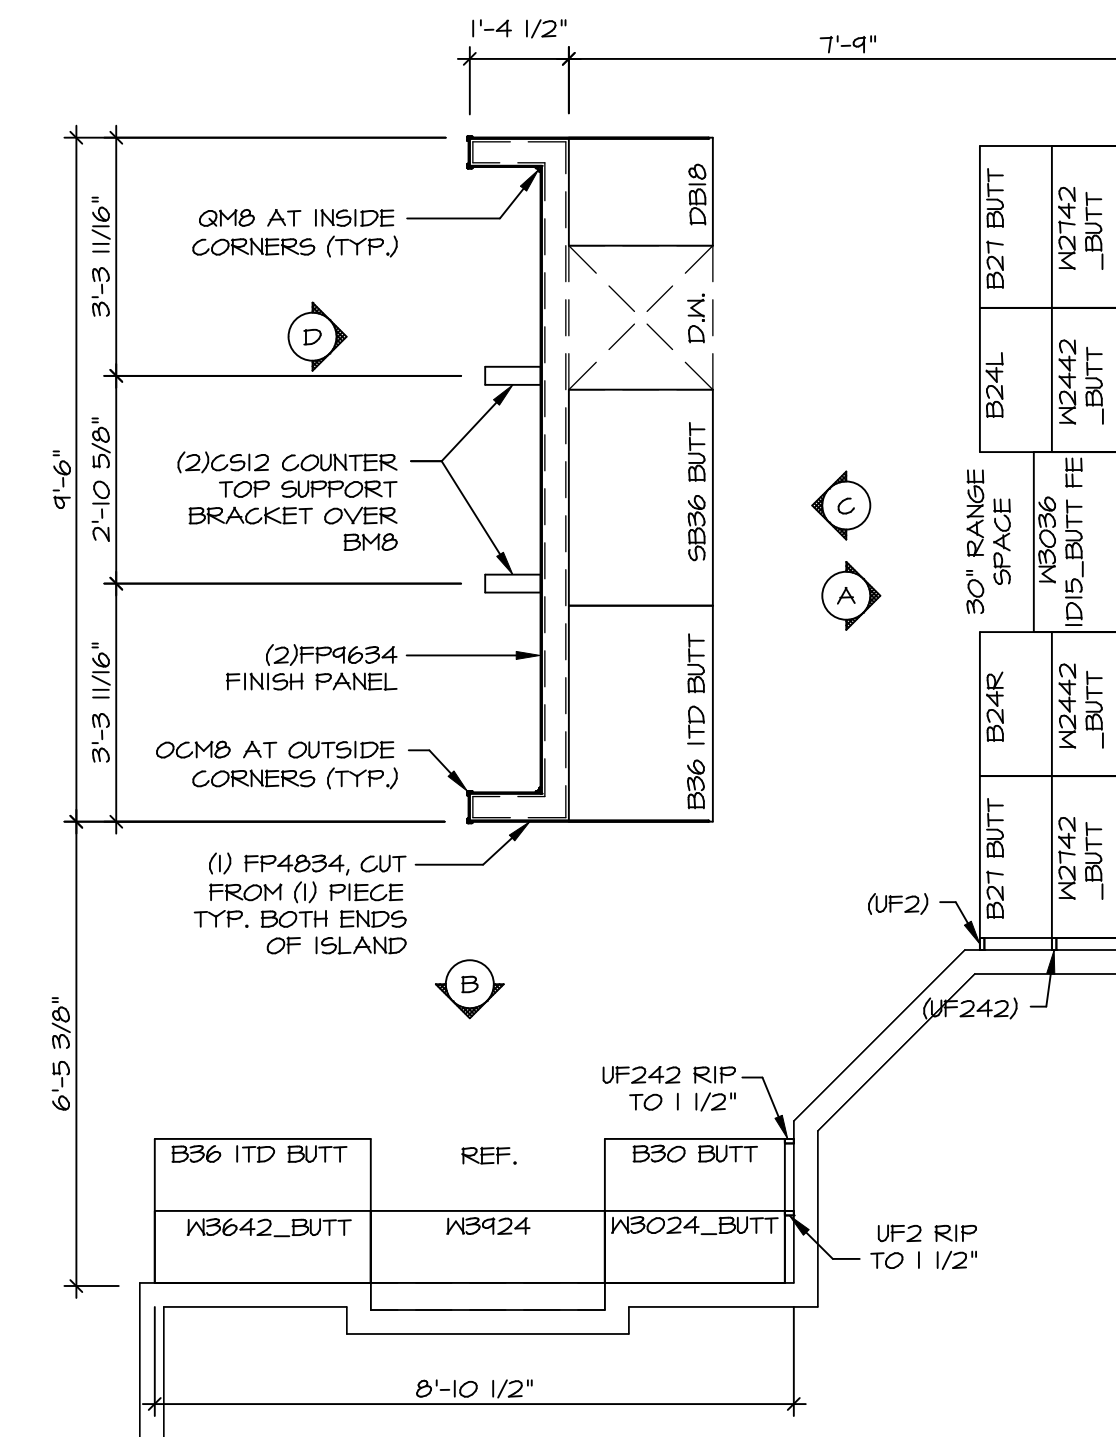 1'-4 1/2"
7'-9"
9'-6"
3'-3 11/16"
2'-10 5/8"
3'-3 11/16"
6'-5 3/8"
QM8 AT INSIDE
CORNERS (TYP.)
D
(2)CS12 COUNTER
TOP SUPPORT
BRACKET OVER
BM8
(2)FP9634
FINISH PANEL
OCM8 AT OUTSIDE
CORNERS (TYP.)
(1) FP4834, CUT
FROM (1) PIECE
TYP. BOTH ENDS
OF ISLAND
B
DB18
D.W.
SB36 BUTT
B36 1TD BUTT
C
A
B27 BUTT
W2742
_BUTT
B24L
W2442
_BUTT
30" RANGE
SPACE
W3036
1D15_BUTT FE
B24R
W2442
_BUTT
B27 BUTT
W2742
_BUTT
(UF2)
(UF242)
UF242 RIP
TO 1 1/2"
B36 1TD BUTT
REF.
B30 BUTT
W3642_BUTT
W3924
W3024_BUTT
UF2 RIP
TO 1 1/2"
8'-10 1/2"